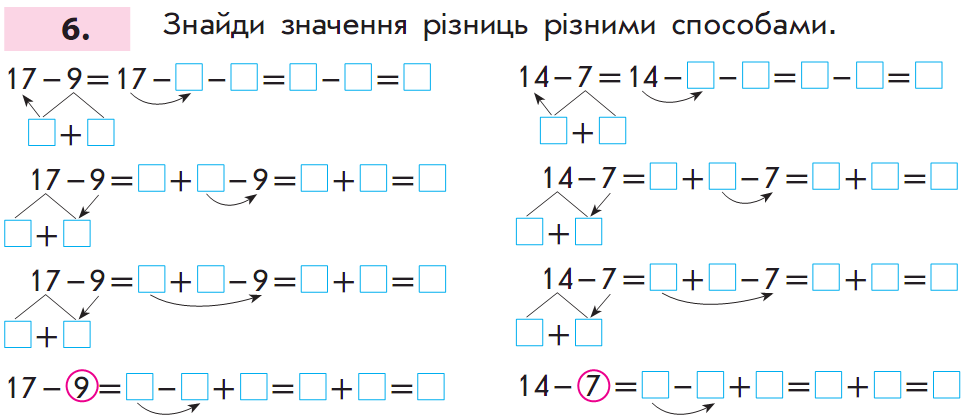 6. Знайди значення різниць різними способами.
17 − 9 = 17 − □ − □ = □ − □ = □
□ + □
17 − 9 = □ + □ − 9 = □ + □ = □
□ + □
17 − 9 = □ + □ − 9 = □ + □ = □
□ + □
17 − 9 = □ − □ + □ = □ + □ = □
14 − 7 = 14 − □ − □ = □ − □ = □
□ + □
14 − 7 = □ + □ − 7 = □ + □ = □
□ + □
14 − 7 = □ + □ − 7 = □ + □ = □
□ + □
14 − 7 = □ − □ + □ = □ + □ = □